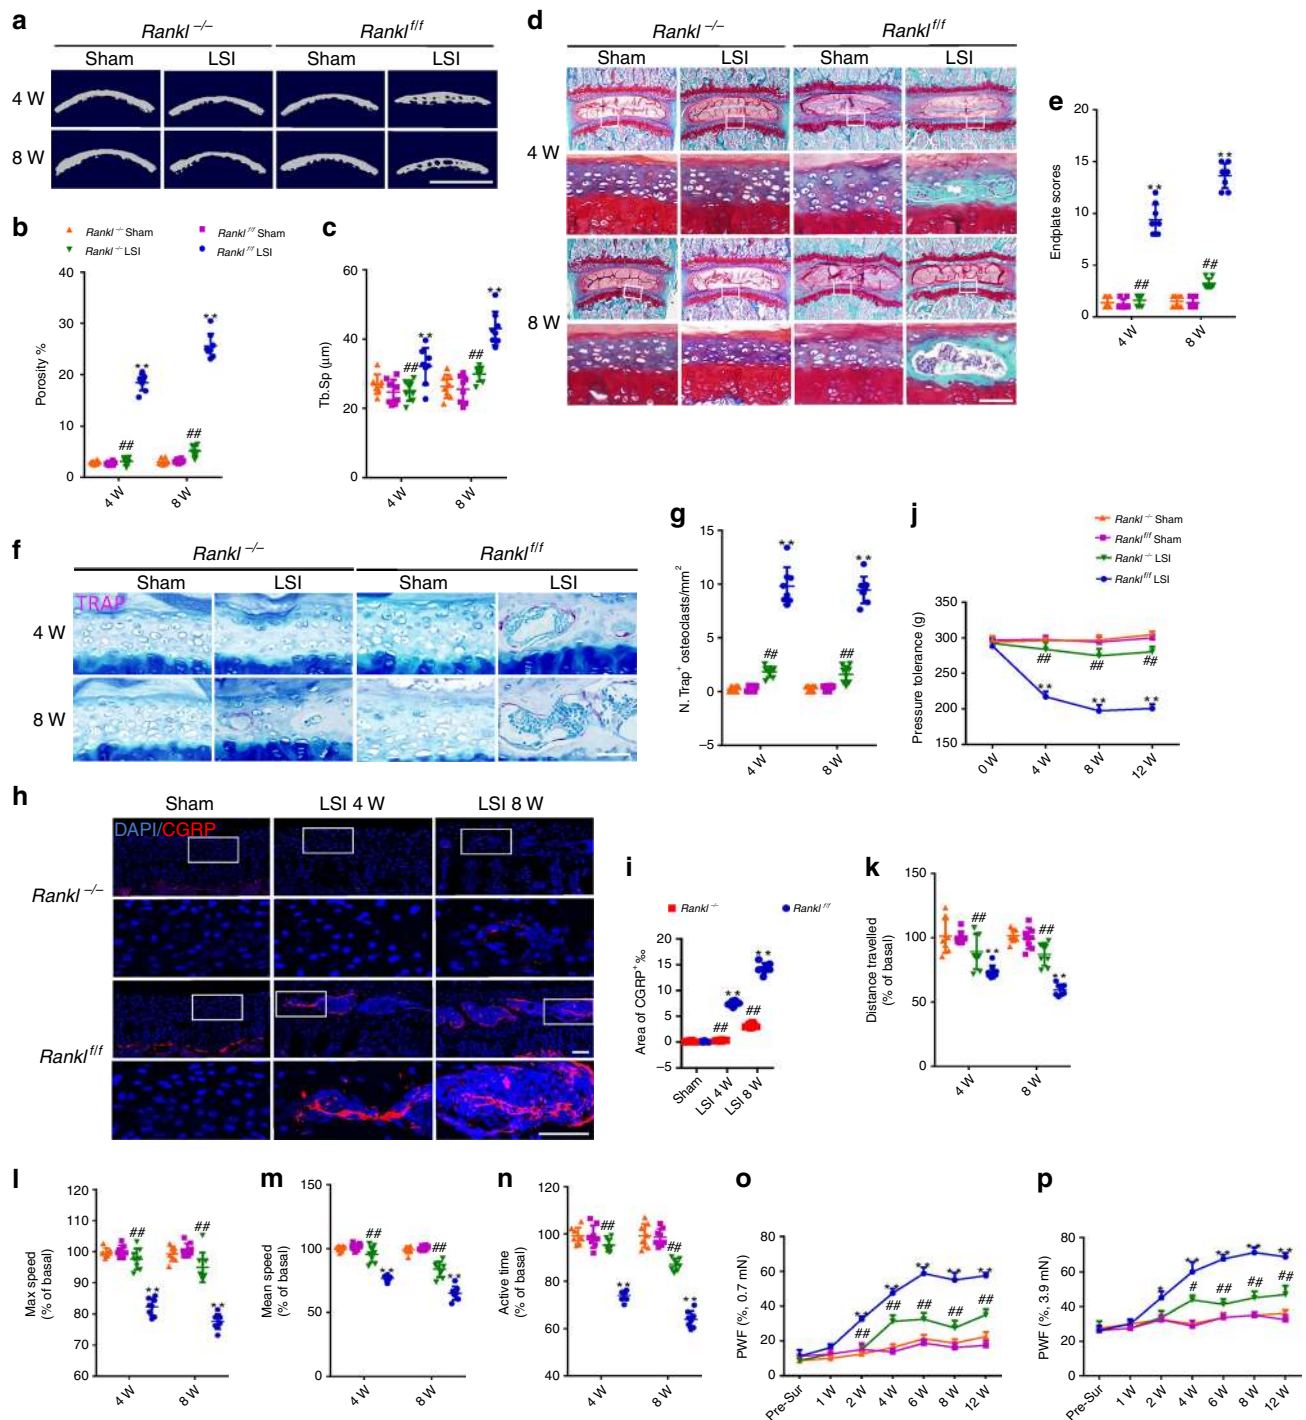 a
Rankl −/−
Rankl f/f
Sham
LSI
Sham
LSI
4 W
8 W
b
Rankl −/− Sham
Rankl f/f Sham
Rankl −/− LSI
Rankl f/f LSI
Porosity %
40
30
20
10
0
##
**
##
**
4 W
8 W
c
Tb.Sp (μm)
60
40
20
0
##
**
##
**
4 W
8 W
d
Rankl −/−
Rankl f/f
Sham
LSI
Sham
LSI
4 W
8 W
e
Endplate scores
20
15
10
5
0
##
**
##
**
4 W
8 W
f
Rankl −/−
Rankl f/f
Sham
LSI
Sham
LSI
TRAP
4 W
8 W
g
N. Trap+ osteoclasts/mm2
15
10
5
0
−5
##
**
##
**
4 W
8 W
j
Rankl −/− Sham
Rankl f/f Sham
Rankl −/− LSI
Rankl f/f LSI
Pressure tolerance (g)
350
300
250
200
150
##
##
##
**
**
**
0 W
4 W
8 W
12 W
h
Sham
LSI 4 W
LSI 8 W
DAPI/CGRP
Rankl −/−
Rankl f/f
i
Rankl −/−
Rankl f/f
Area of CGRP+‰
20
15
10
5
0
−5
##
**
##
**
Sham
LSI 4 W
LSI 8 W
k
Distance travelled
(% of basal)
150
100
50
0
##
**
##
**
4 W
8 W
l
Max speed
(% of basal)
120
110
100
90
80
70
60
##
**
##
**
4 W
8 W
m
Mean speed
(% of basal)
150
100
50
0
##
**
##
**
4 W
8 W
n
Active time
(% of basal)
120
100
80
60
40
##
**
##
**
4 W
8 W
o
PWF (%, 0.7 mN)
80
60
40
20
0
**
**
**
**
**
##
##
##
##
##
Pre-Sur
1 W
2 W
4 W
6 W
8 W
12 W
p
PWF (%, 3.9 mN)
80
60
40
20
0
*
**
**
**
**
#
##
##
##
Pre-Sur
1 W
2 W
4 W
6 W
8 W
12 W